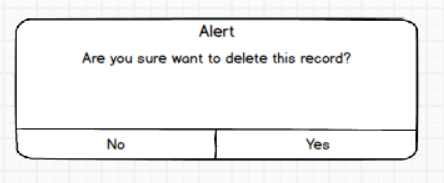 Alert
Are you sure want to delete this record?
No
Yes